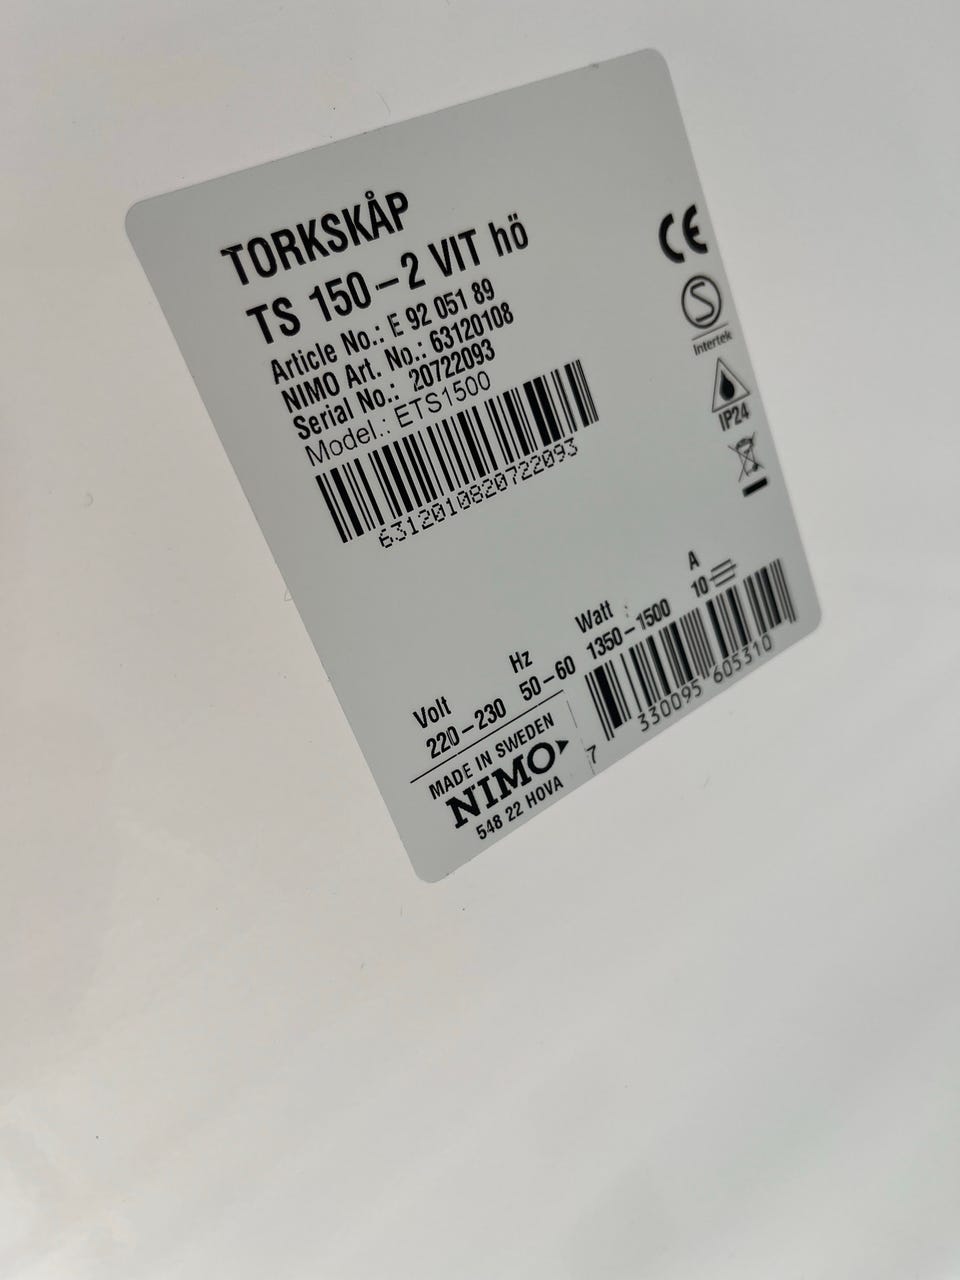 TORKSKÅP
TS 150-2 VIT hö
Article No.: E 92 051 89
NIMO Art. No.: 63120108
Serial No.: 20722093
Model.: ETS1500
6312010820722093
CE
S
Intertek
IP24
Volt Hz Watt A
220-230 50-60 1350-1500 10
MADE IN SWEDEN
NIMO
548 22 HOVA
7 330095 605310